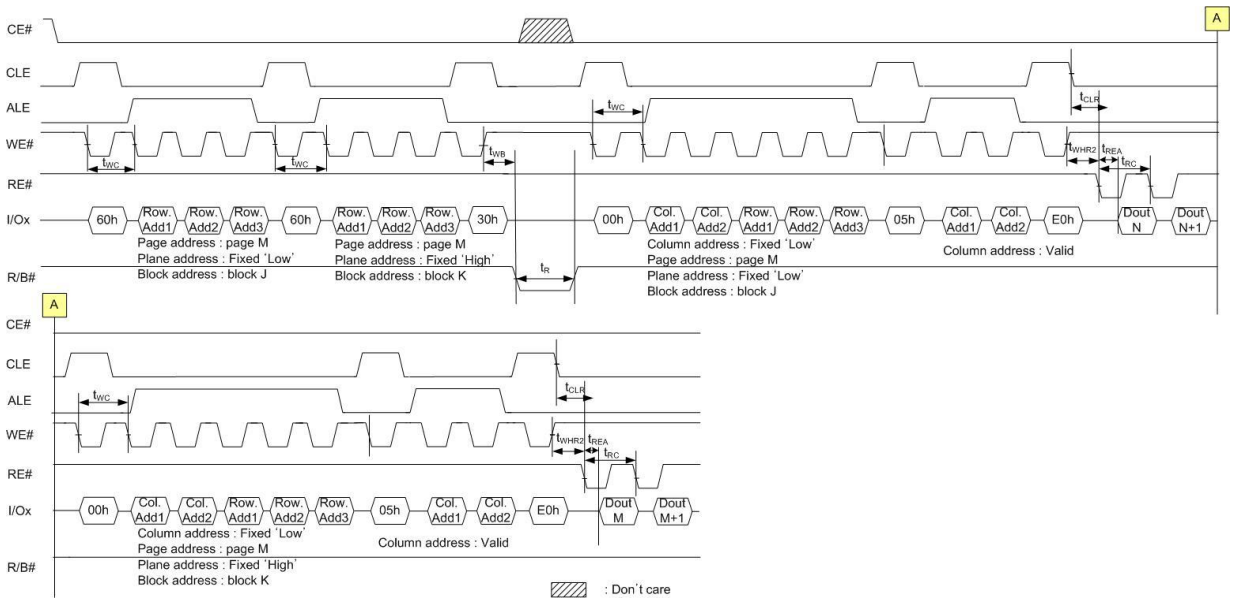 A
CE#
CLE
tCLR
ALE
tWC
WE#
tWC
tWC
tWB
tWHR2
tREA
tRC
RE#
I/Ox
60h
Row. Add1
Row. Add2
Row. Add3
60h
Row. Add1
Row. Add2
Row. Add3
30h
00h
Col. Add1
Col. Add2
Row. Add1
Row. Add2
Row. Add3
05h
Col. Add1
Col. Add2
E0h
Dout N
Dout N+1
Page address : page M
Plane address : Fixed 'Low'
Block address : block J
Page address : page M
Plane address : Fixed 'High'
Block address : block K
Column address : Fixed 'Low'
Page address : page M
Plane address : Fixed 'Low'
Block address : block J
Column address : Valid
R/B#
tR
A
CE#
CLE
tCLR
ALE
tWC
WE#
tWHR2
tREA
tRC
RE#
I/Ox
00h
Col. Add1
Col. Add2
Row. Add1
Row. Add2
Row. Add3
05h
Col. Add1
Col. Add2
E0h
Dout M
Dout M+1
Column address : Fixed 'Low'
Page address : page M
Plane address : Fixed 'High'
Block address : block K
Column address : Valid
R/B#
: Don't care